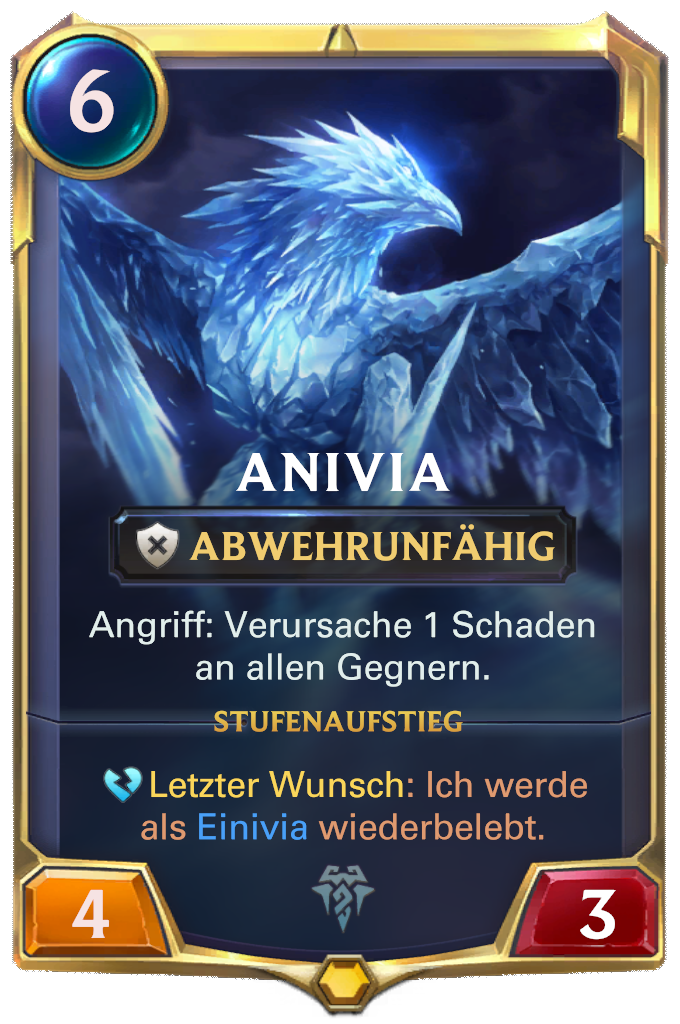 6
ANIVIA
ABWEHRUNFÄHIG
Angriff: Verursache 1 Schaden
an allen Gegnern.
STUFENAUFSTIEG
Letzter Wunsch: Ich werde
als Einivia wiederbelebt.
4
3